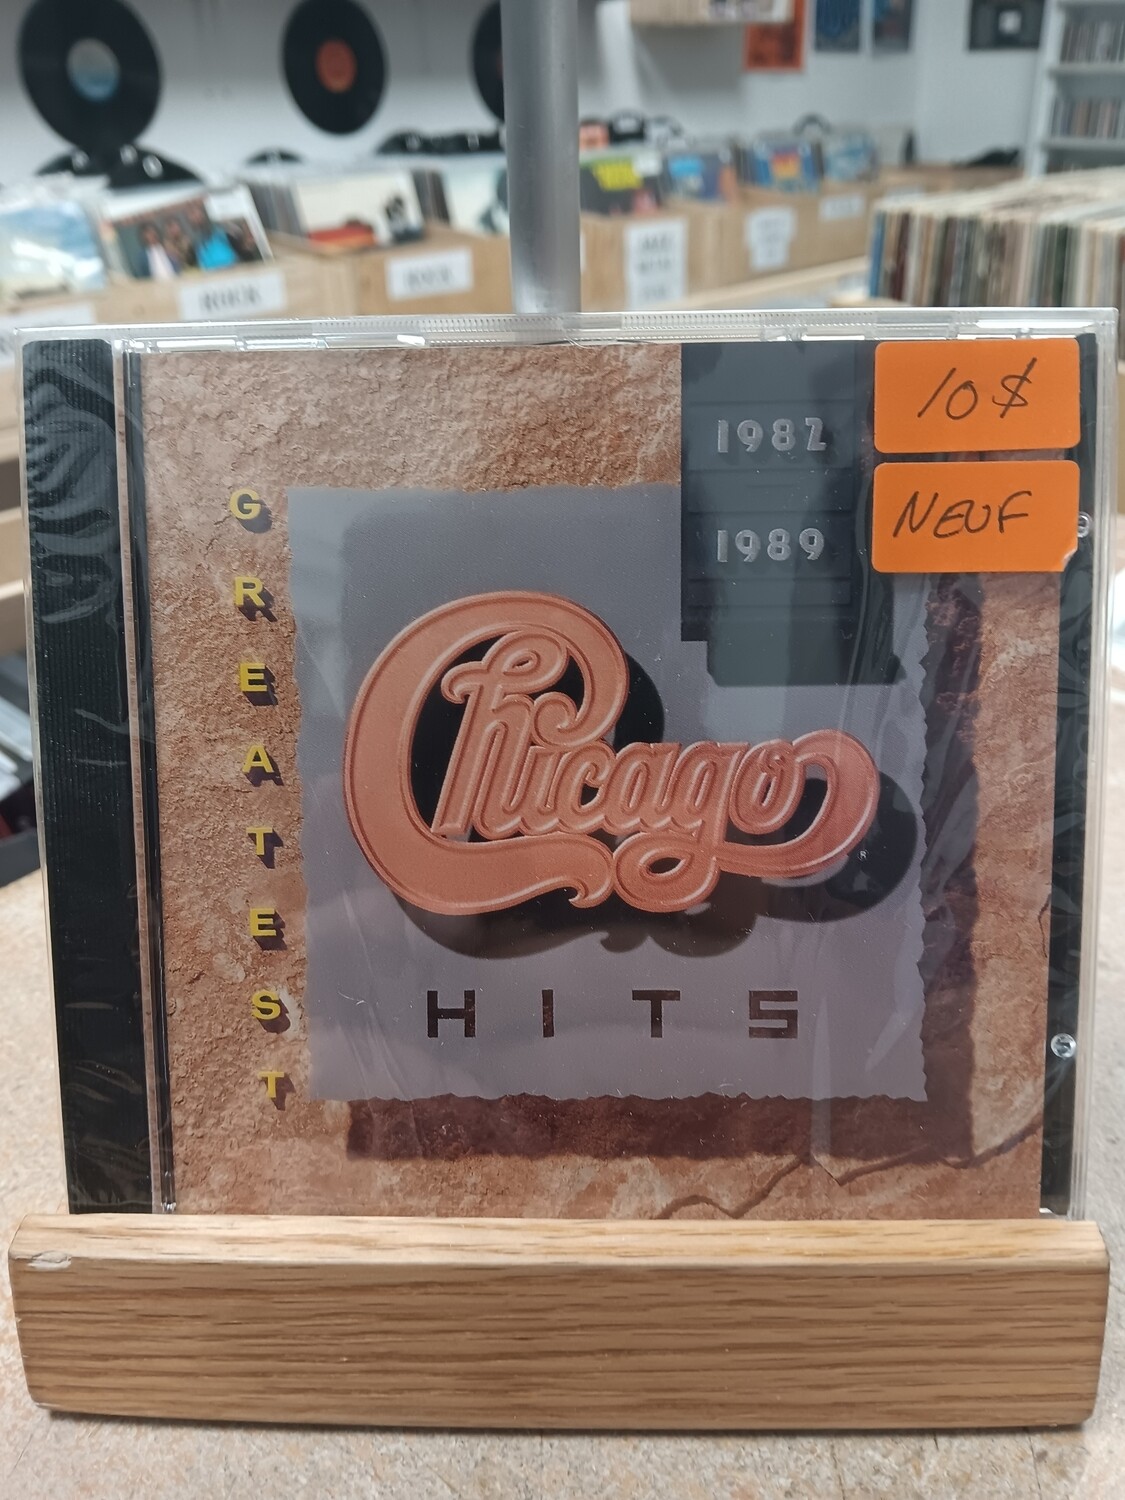 ROCK
ROCK
10$
NEUF
1982
1989
GREATEST
Chicago
®
HITS